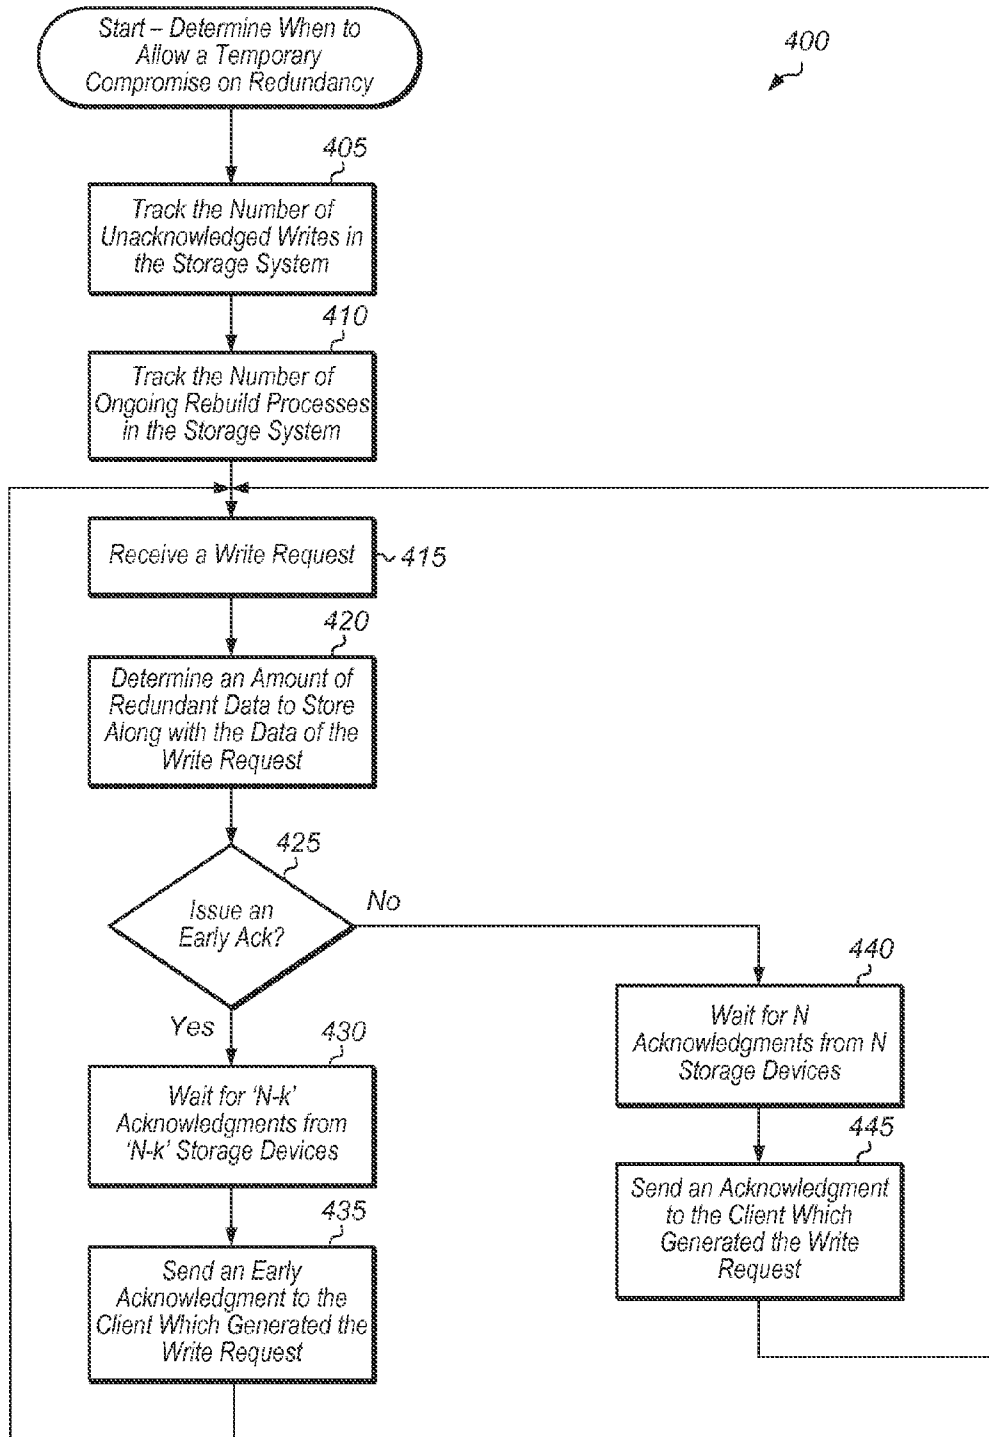 Start – Determine When to
Allow a Temporary
Compromise on Redundancy
400
405
Track the Number of
Unacknowledged Writes in
the Storage System
410
Track the Number of
Ongoing Rebuild Processes
in the Storage System
Receive a Write Request
415
420
Determine an Amount of
Redundant Data to Store
Along with the Data of the
Write Request
425
Issue an
Early Ack?
No
Yes
430
Wait for 'N-k'
Acknowledgments from
'N-k' Storage Devices
435
Send an Early
Acknowledgment to the
Client Which Generated the
Write Request
440
Wait for N
Acknowledgments from N
Storage Devices
445
Send an Acknowledgment
to the Client Which
Generated the Write
Request